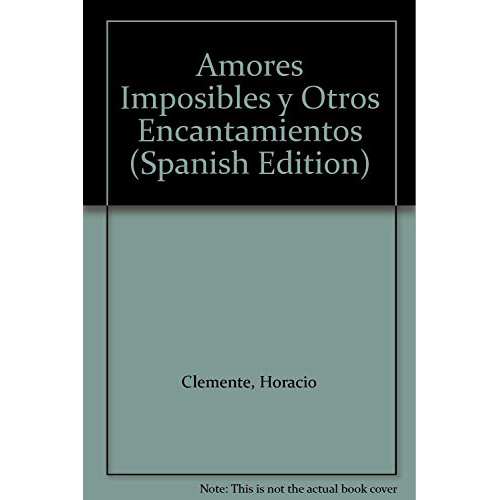 Amores
Imposibles y Otros
Encantamientos
(Spanish Edition)
Clemente, Horacio
Note: This is not the actual book cover